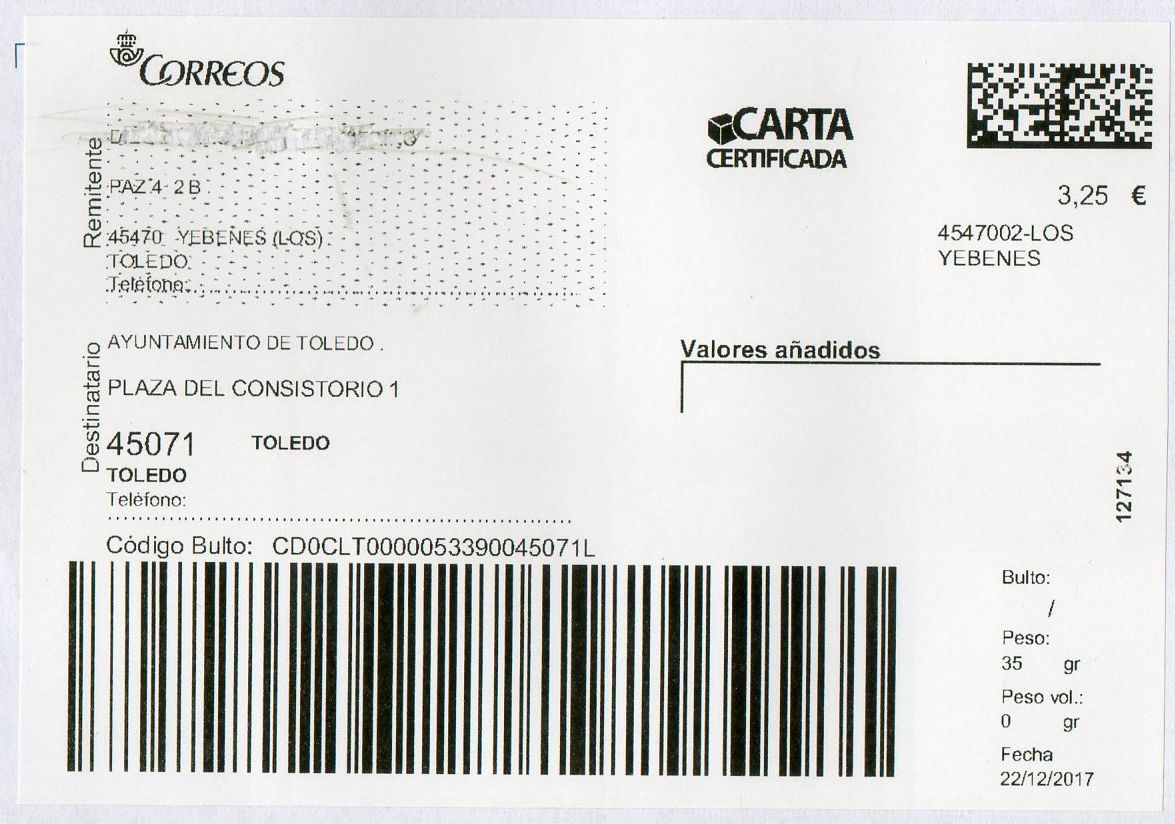 CORREOS
Remitente
PAZ 4 2 B
45470 YEBENES (LOS)
TOLEDO
Teléfono:
CARTA
CERTIFICADA
3,25 €
4547002-LOS
YEBENES
Destinatario
AYUNTAMIENTO DE TOLEDO .
PLAZA DEL CONSISTORIO 1
45071 TOLEDO
TOLEDO
Teléfono:
Valores añadidos
127134
Código Bulto: CD0CLT0000053390045071L
Bulto:
/
Peso:
35 gr
Peso vol.:
0 gr
Fecha
22/12/2017